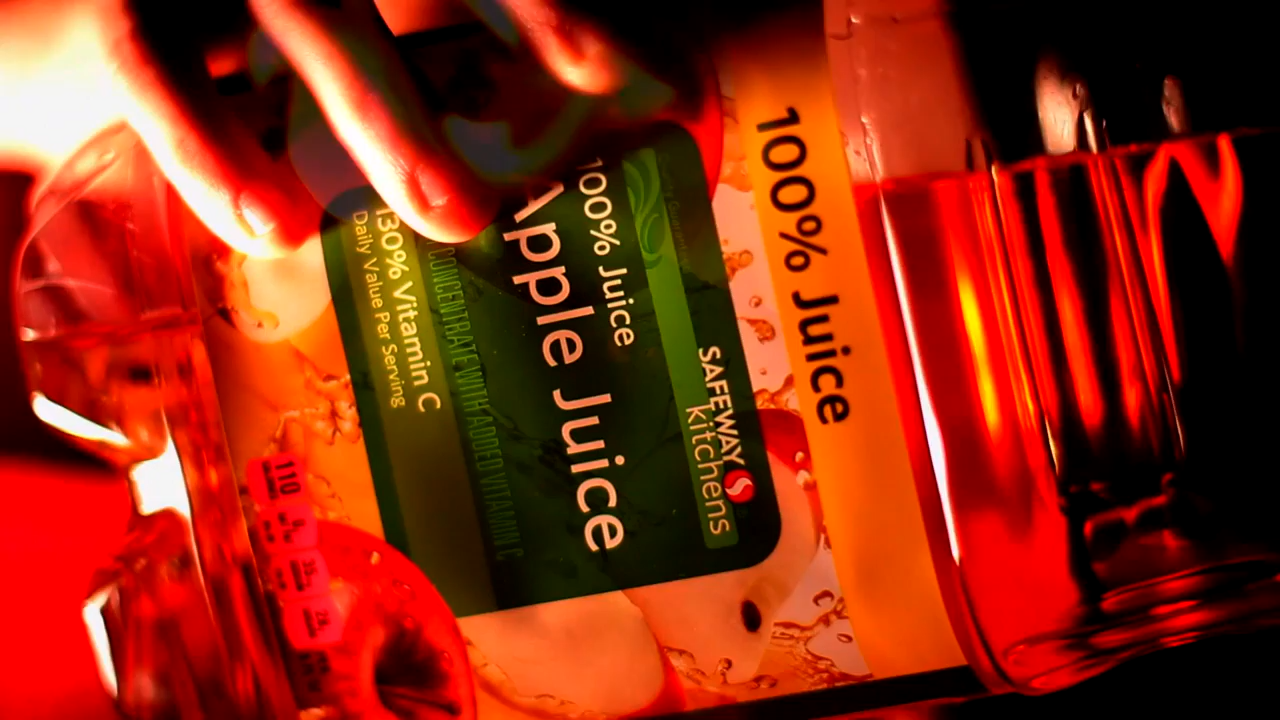 100% Juice
SAFEWAY
kitchens
100% Juice
Apple Juice
CONCENTRATE WITH ADDED VITAMIN C
130% Vitamin C
Daily Value Per Serving
110